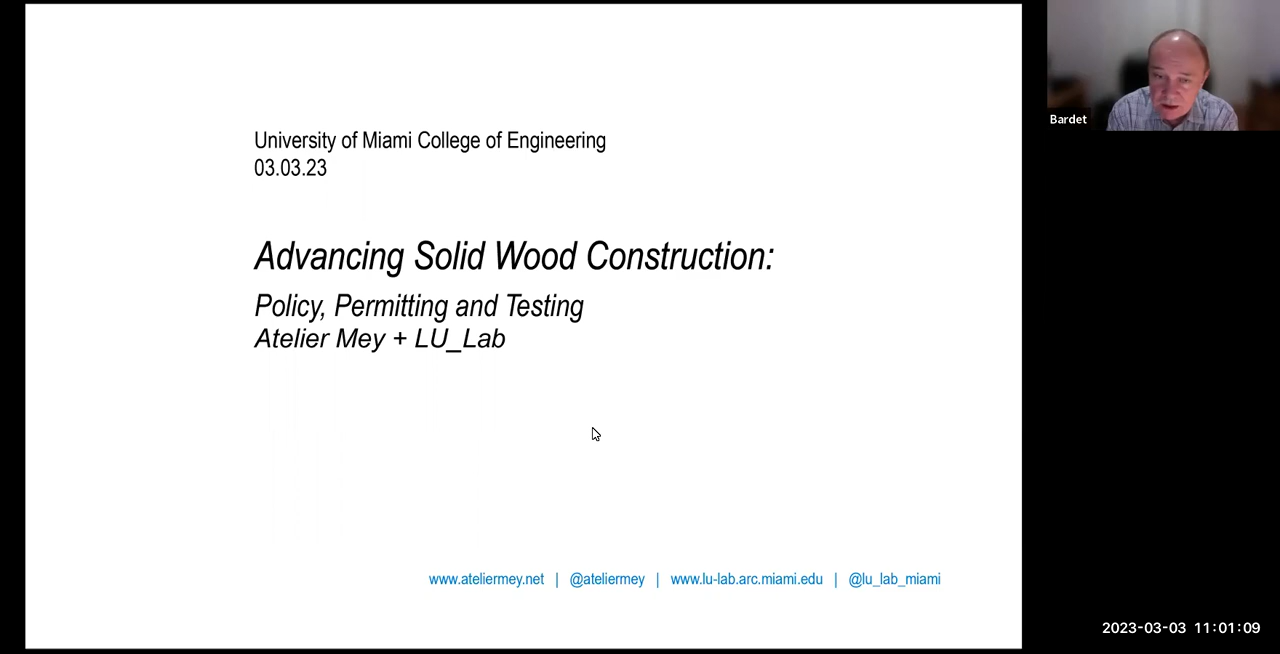 University of Miami College of Engineering
03.03.23
Advancing Solid Wood Construction:
Policy, Permitting and Testing
Atelier Mey + LU_Lab
www.ateliermey.net | @ateliermey | www.lu-lab.arc.miami.edu | @lu_lab_miami
Bardet
2023-03-03 11:01:09